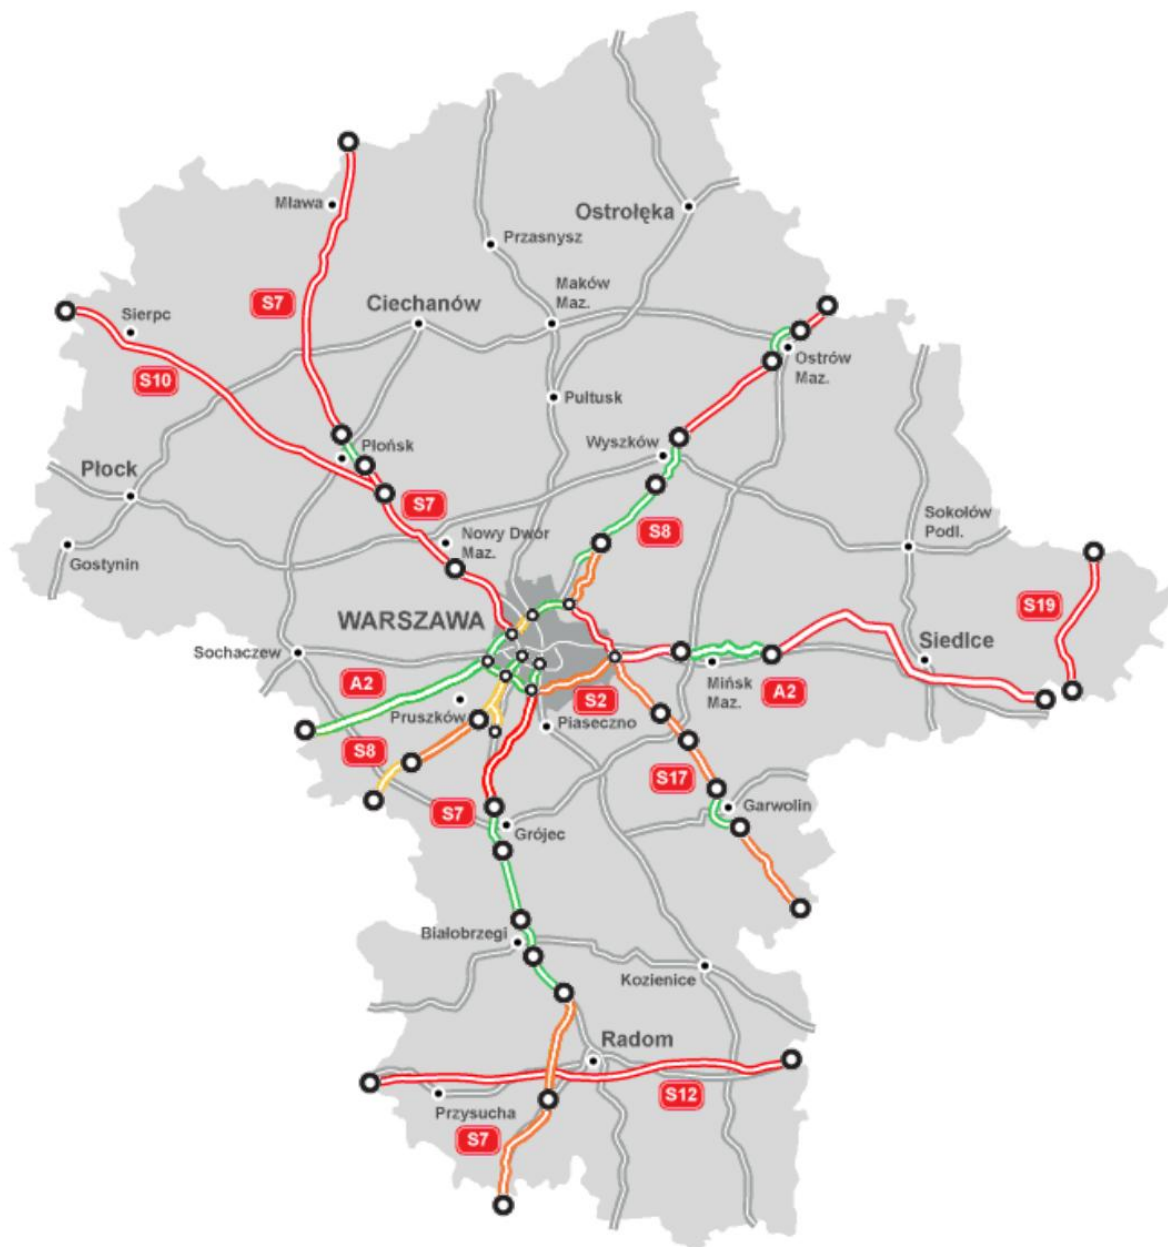 Mława
Ostrołęka
Przasnysz
Maków
Maz.
S7
Ciechanów
Sierpc
S10
Ostrów
Maz.
Pułtusk
Wyszków
Płońsk
Płock
S7
S8
Nowy Dwór
Maz.
Sokołów
Podl.
Gostynin
S19
WARSZAWA
Siedlce
Sochaczew
A2
Mińsk
Maz.
A2
Pruszków
S2
Piaseczno
S8
S17
S7
Garwolin
Grójec
Białobrzegi
Kozienice
Radom
S12
Przysucha
S7